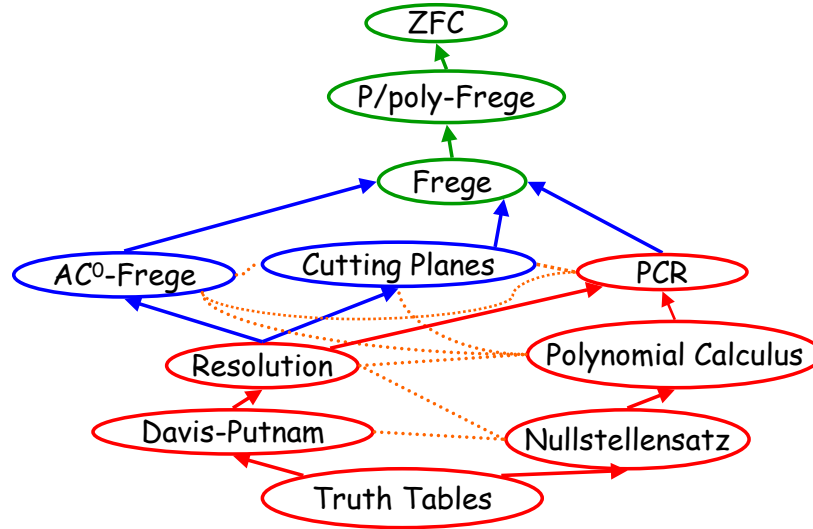 ZFC
P/poly-Frege
Frege
AC⁰-Frege
Cutting Planes
PCR
Resolution
Polynomial Calculus
Davis-Putnam
Nullstellensatz
Truth Tables